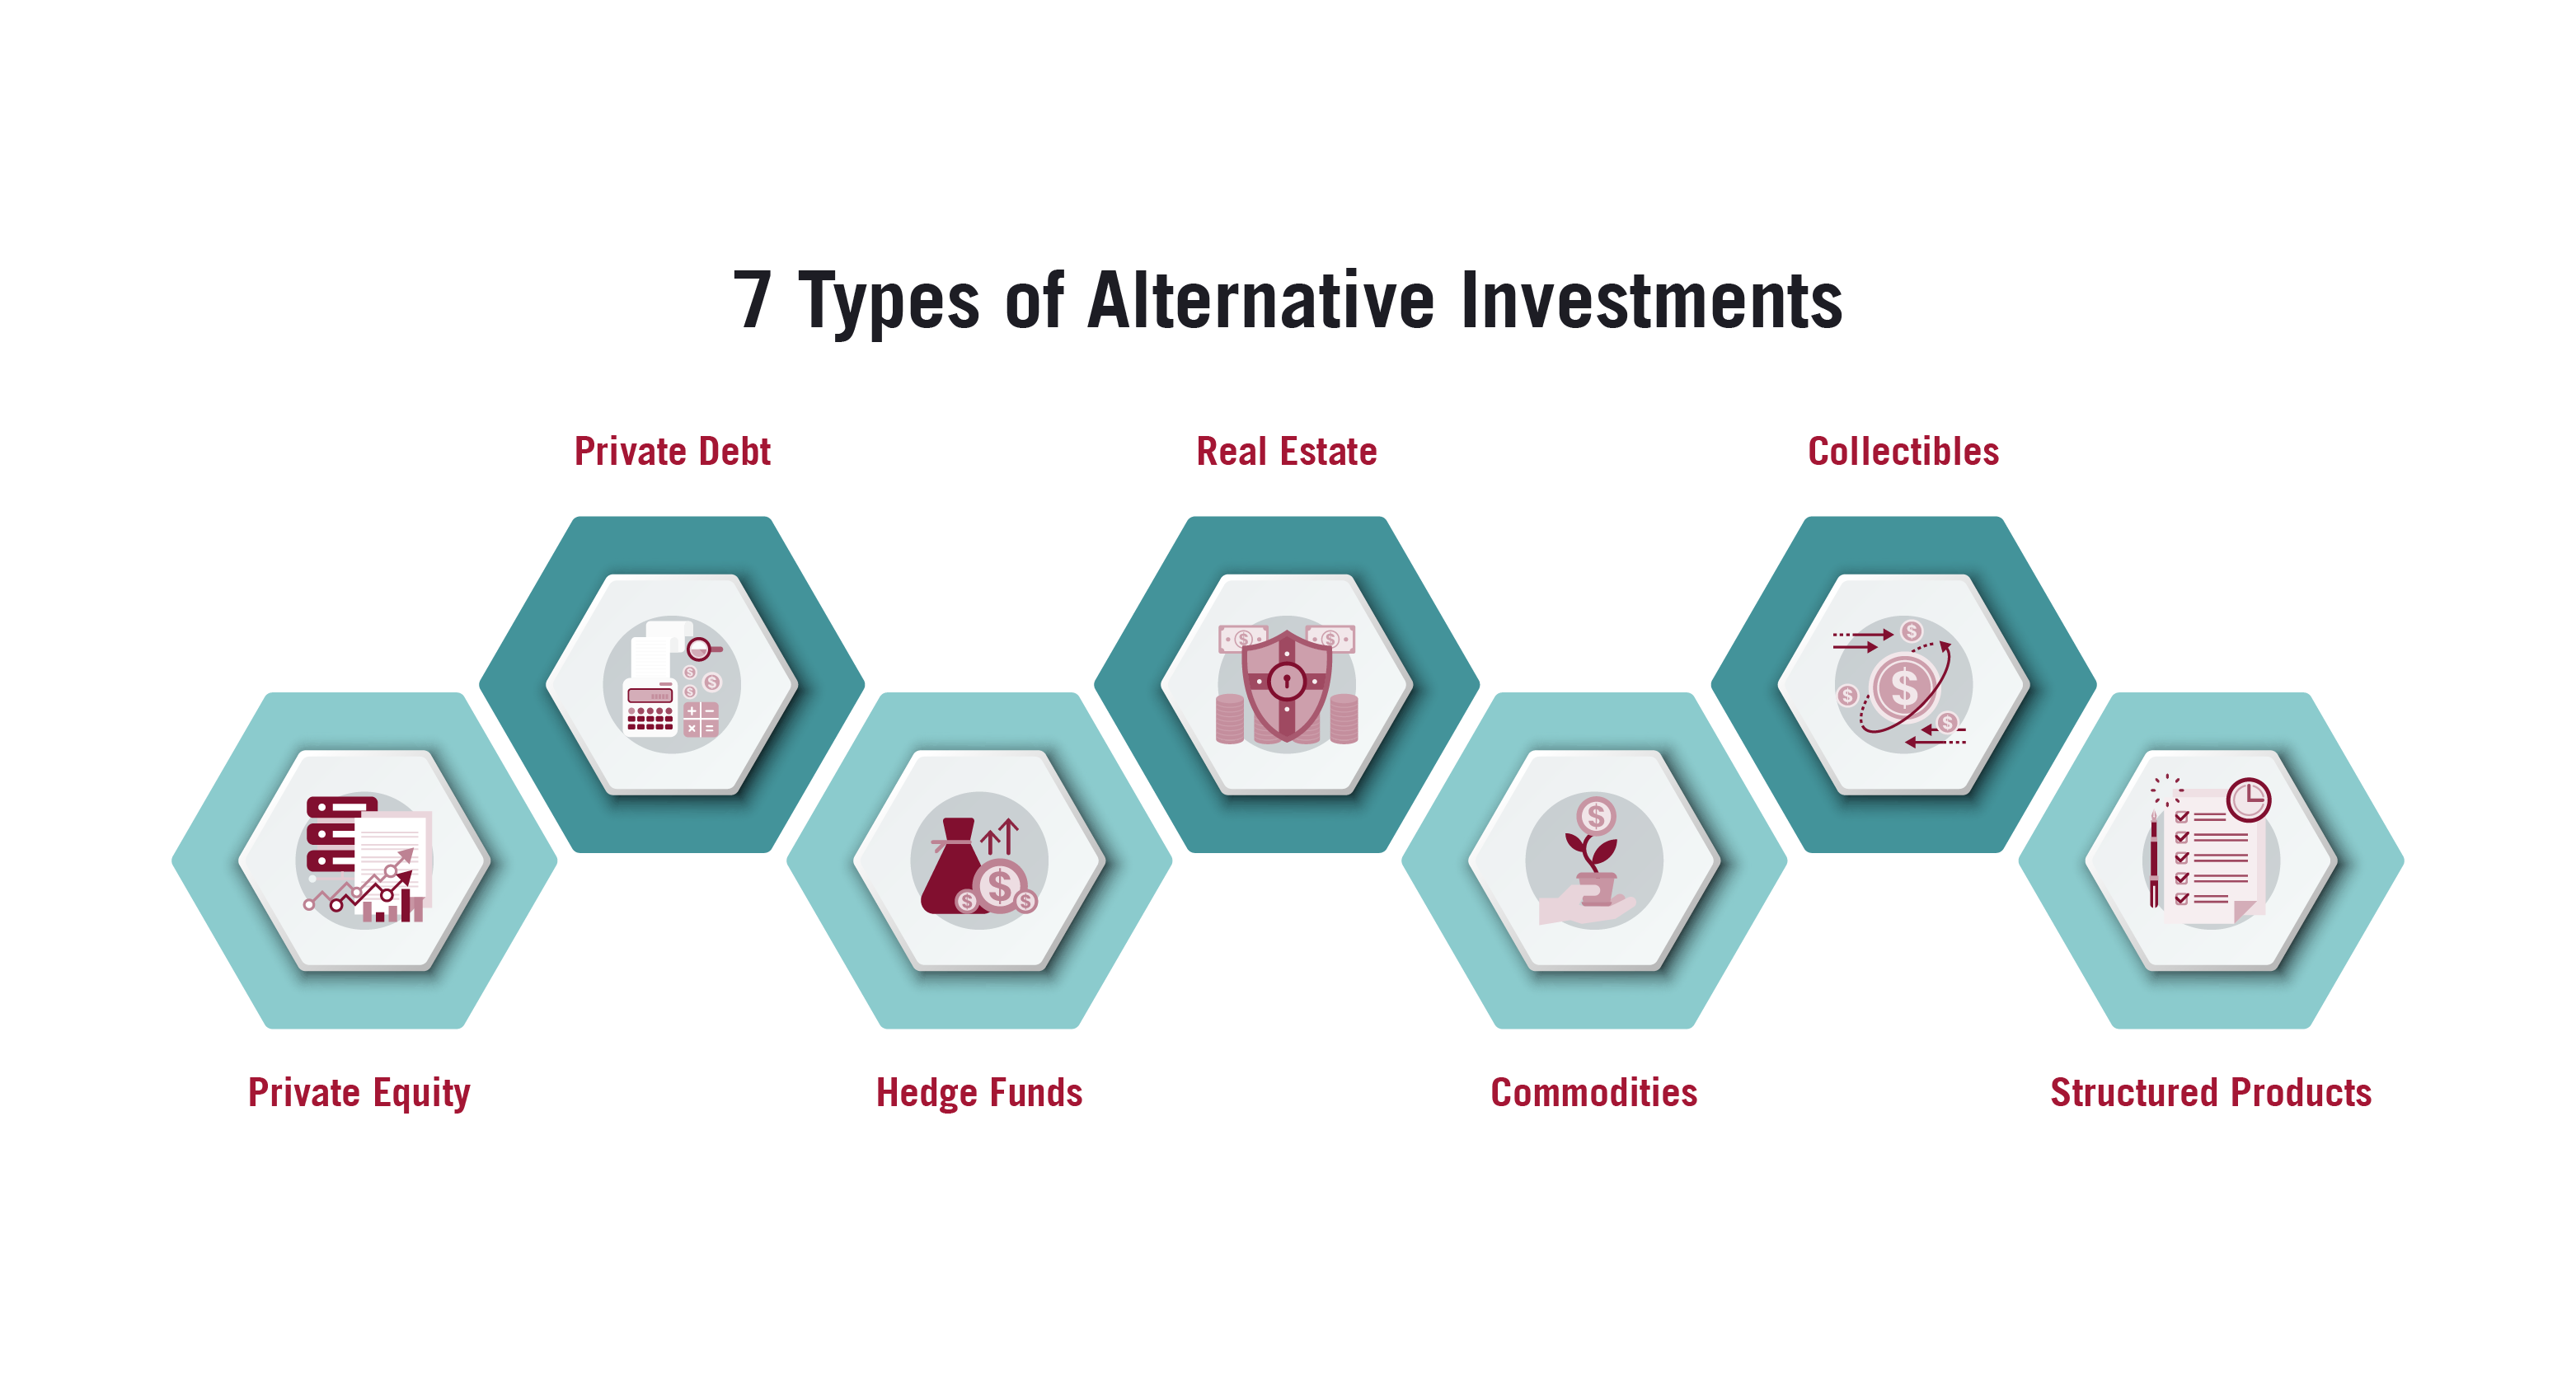 7 Types of Alternative Investments
Private Debt
Real Estate
Collectibles
Private Equity
Hedge Funds
Commodities
Structured Products